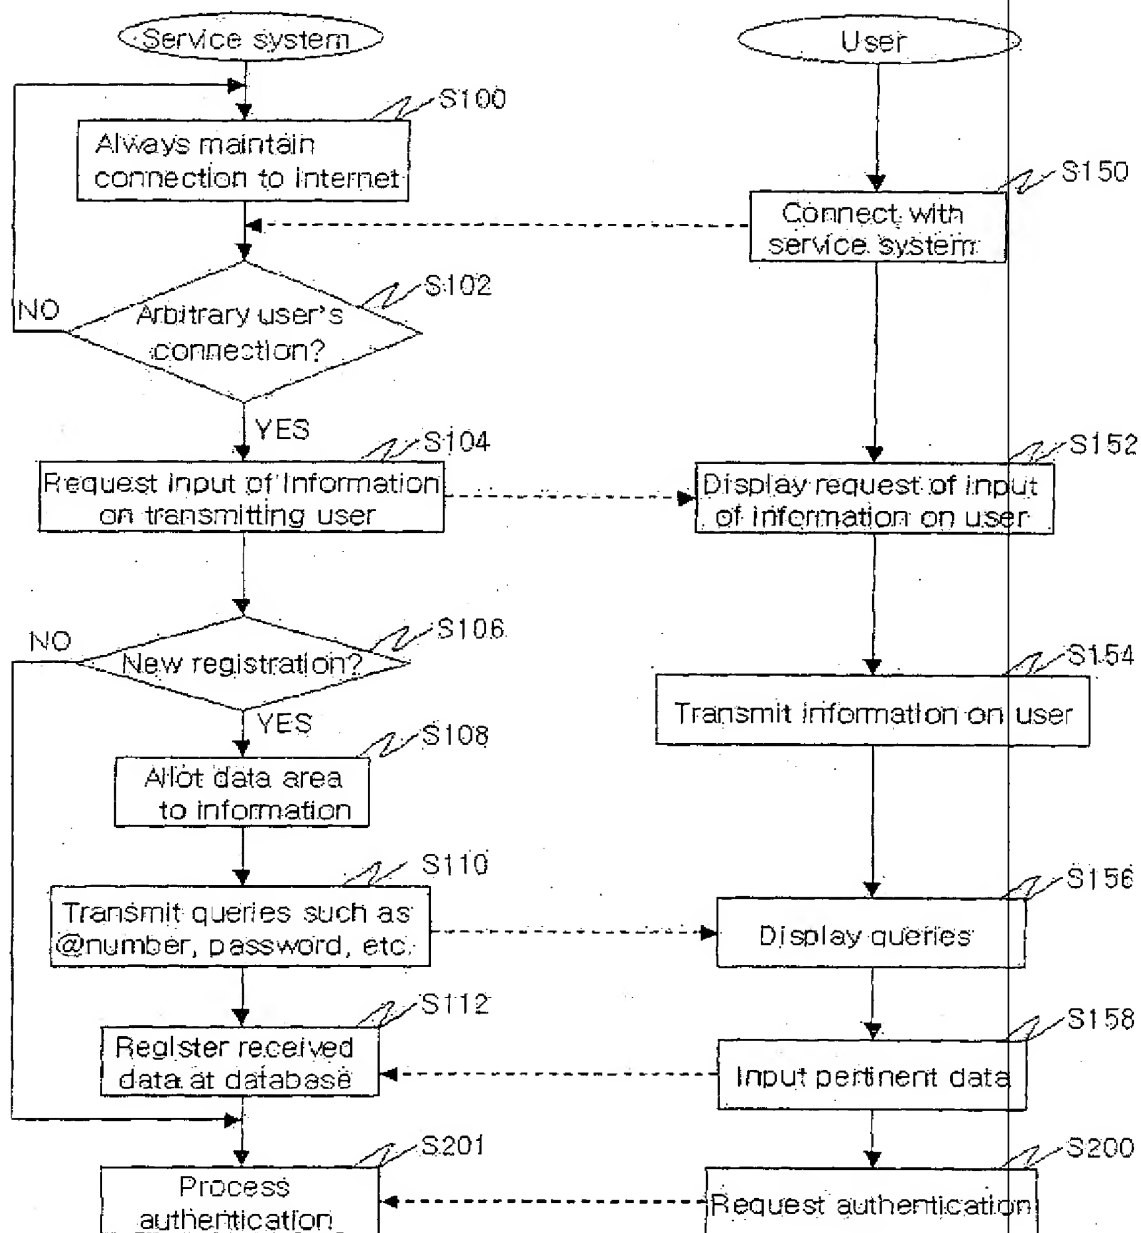 Service system
User
S100
Always maintain
connection to internet
S150
Connect with
service system
S102
Arbitrary user's
connection?
NO
YES
S104
Request input of information
on transmitting user
S152
Display request of input
of information on user
S106
New registration?
NO
YES
S154
Transmit information on user
S108
Allot data area
to information
S110
Transmit queries such as
@number, password, etc.
S156
Display queries
S112
Register received
data at database
S158
Input pertinent data
S201
Process
authentication
S200
Request authentication